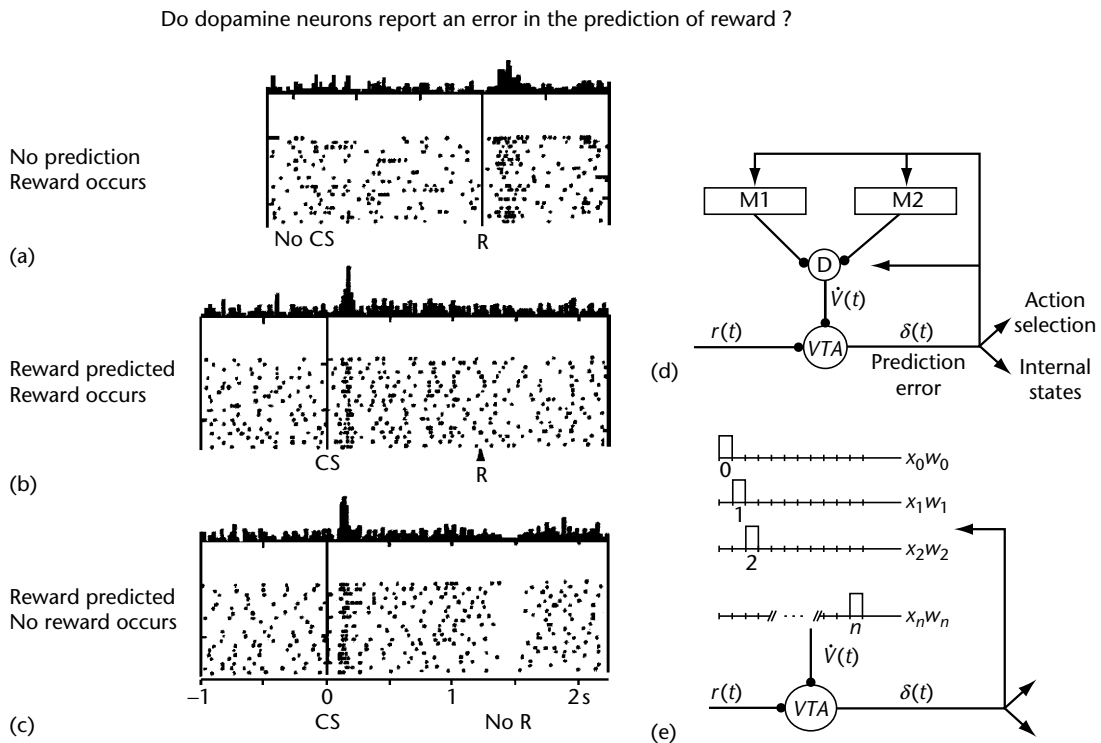 Do dopamine neurons report an error in the prediction of reward ?
No prediction
Reward occurs
(a)
No CS
R
Reward predicted
Reward occurs
(b)
CS
R
Reward predicted
No reward occurs
−1
0
1
2 s
(c)
CS
No R
M1
M2
D
V̇(t)
r(t)
VTA
δ(t)
Prediction
error
Action
selection
Internal
states
(d)
0
x₀w₀
1
x₁w₁
2
x₂w₂
n
xₙwₙ
. . . .
V̇(t)
r(t)
VTA
δ(t)
(e)